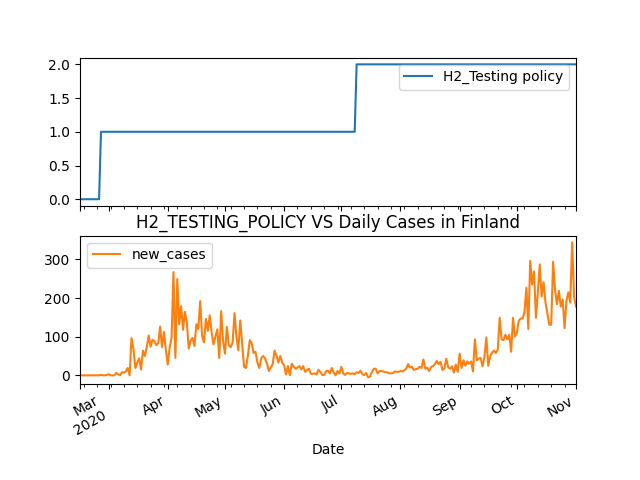 2.0
1.5
1.0
0.5
0.0
H2_Testing policy
H2_TESTING_POLICY VS Daily Cases in Finland
300
200
100
0
new_cases
Mar
2020
Apr
May
Jun
Jul
Aug
Sep
Oct
Nov
Date